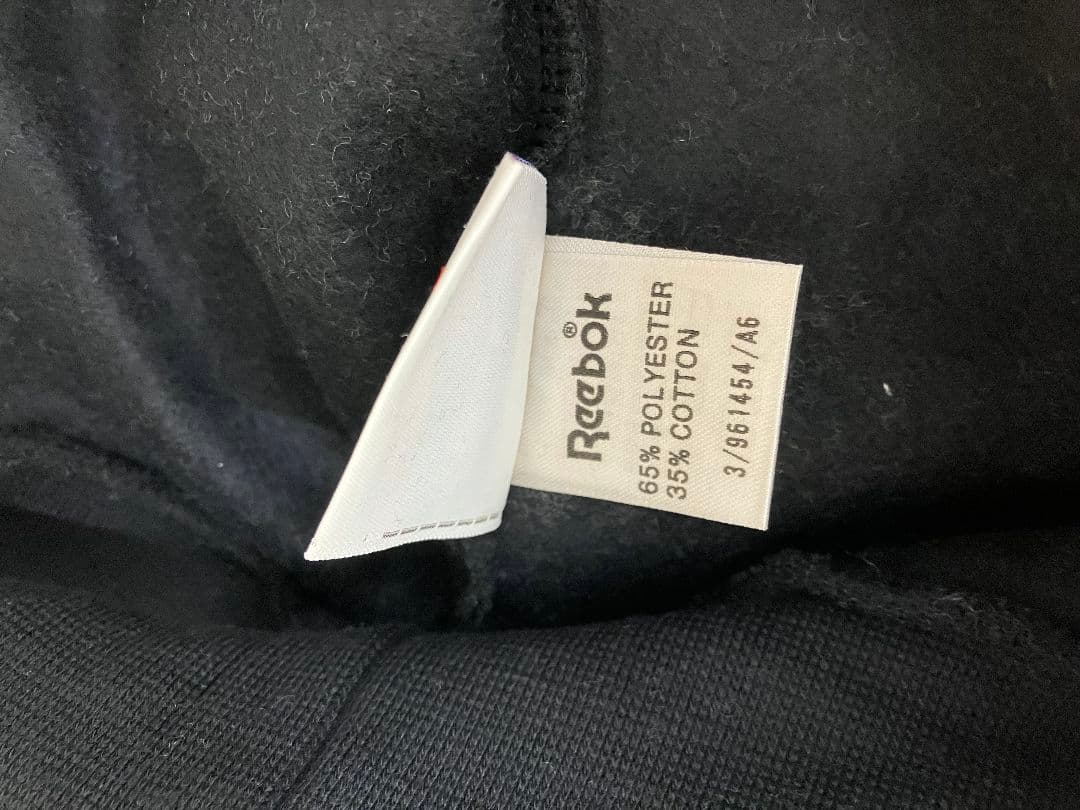 Reebok®
65% POLYESTER
35% COTTON
3/961454/A6